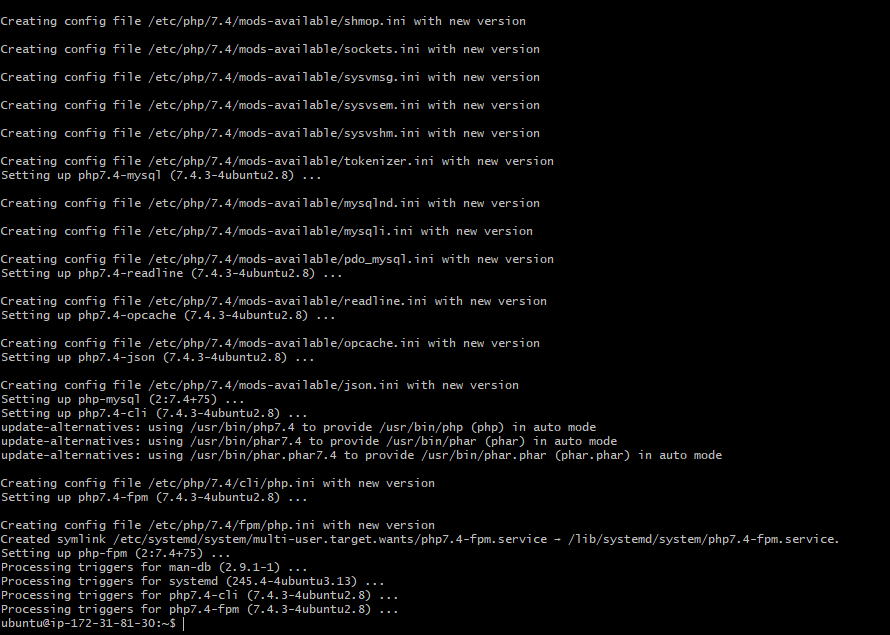 Creating config file /etc/php/7.4/mods-available/shmop.ini with new version
Creating config file /etc/php/7.4/mods-available/sockets.ini with new version
Creating config file /etc/php/7.4/mods-available/sysvmsg.ini with new version
Creating config file /etc/php/7.4/mods-available/sysvsem.ini with new version
Creating config file /etc/php/7.4/mods-available/sysvshm.ini with new version
Creating config file /etc/php/7.4/mods-available/tokenizer.ini with new version
Setting up php7.4-mysql (7.4.3-4ubuntu2.8) ...
Creating config file /etc/php/7.4/mods-available/mysqlnd.ini with new version
Creating config file /etc/php/7.4/mods-available/mysqli.ini with new version
Creating config file /etc/php/7.4/mods-available/pdo_mysql.ini with new version
Setting up php7.4-readline (7.4.3-4ubuntu2.8) ...
Creating config file /etc/php/7.4/mods-available/readline.ini with new version
Setting up php7.4-opcache (7.4.3-4ubuntu2.8) ...
Creating config file /etc/php/7.4/mods-available/opcache.ini with new version
Setting up php7.4-json (7.4.3-4ubuntu2.8) ...
Creating config file /etc/php/7.4/mods-available/json.ini with new version
Setting up php-mysql (2:7.4+75) ...
Setting up php7.4-cli (7.4.3-4ubuntu2.8) ...
update-alternatives: using /usr/bin/php7.4 to provide /usr/bin/php (php) in auto mode
update-alternatives: using /usr/bin/phar7.4 to provide /usr/bin/phar (phar) in auto mode
update-alternatives: using /usr/bin/phar.phar7.4 to provide /usr/bin/phar.phar (phar.phar) in auto mode
Creating config file /etc/php/7.4/cli/php.ini with new version
Setting up php7.4-fpm (7.4.3-4ubuntu2.8) ...
Creating config file /etc/php/7.4/fpm/php.ini with new version
Created symlink /etc/systemd/system/multi-user.target.wants/php7.4-fpm.service → /lib/systemd/system/php7.4-fpm.service.
Setting up php-fpm (2:7.4+75) ...
Processing triggers for man-db (2.9.1-1) ...
Processing triggers for systemd (245.4-4ubuntu3.13) ...
Processing triggers for php7.4-cli (7.4.3-4ubuntu2.8) ...
Processing triggers for php7.4-fpm (7.4.3-4ubuntu2.8) ...
ubuntu@ip-172-31-81-30:~$